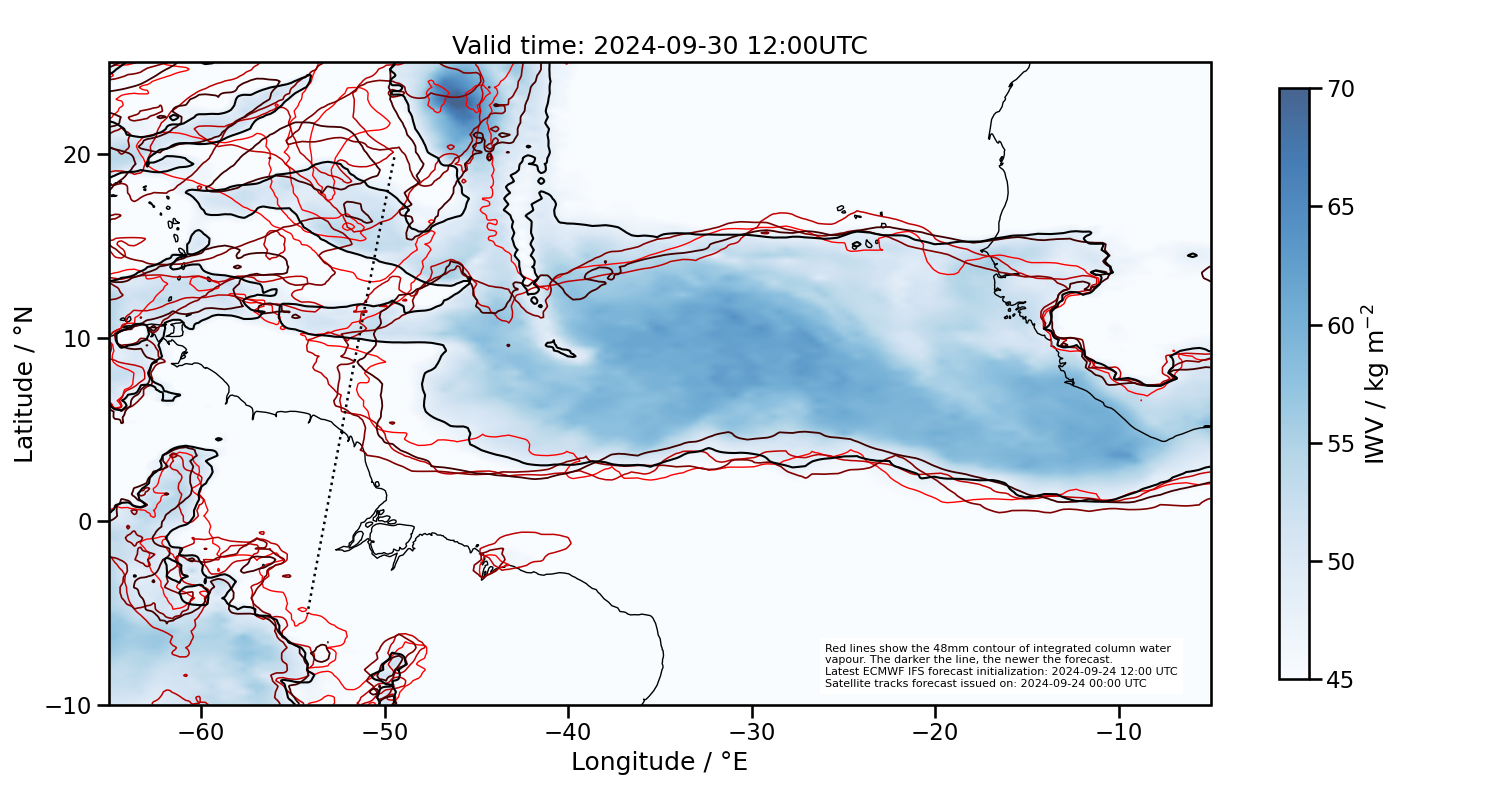 Valid time: 2024-09-30 12:00UTC
Latitude / °N
20
10
0
−10
−60
−50
−40
−30
−20
−10
Longitude / °E
Red lines show the 48mm contour of integrated column water
vapour. The darker the line, the newer the forecast.
Latest ECMWF IFS forecast initialization: 2024-09-24 12:00 UTC
Satellite tracks forecast issued on: 2024-09-24 00:00 UTC
70
65
60
55
50
45
IWV / kg m⁻²